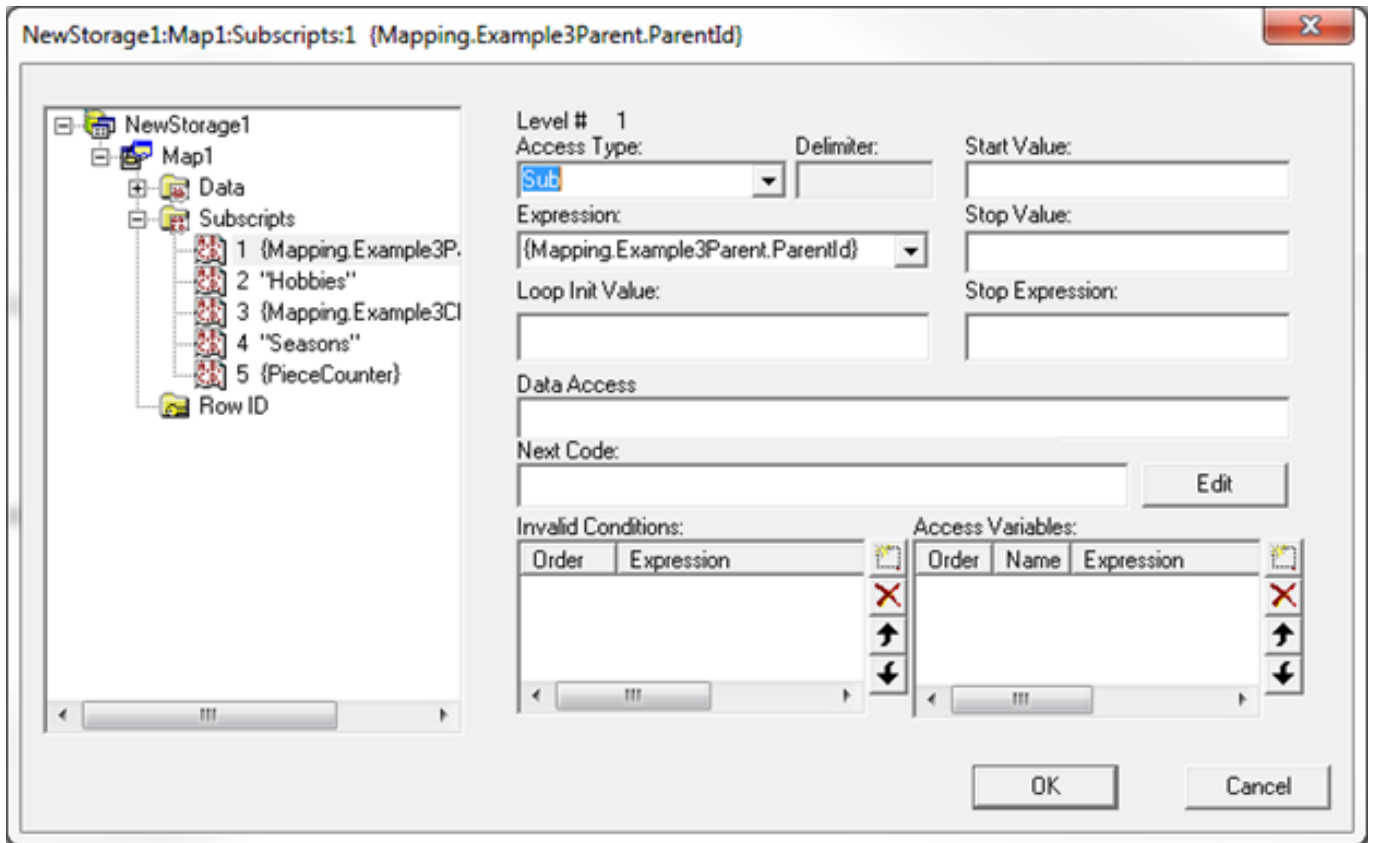 NewStorage1:Map1:Subscripts:1 {Mapping.Example3Parent.ParentId}
NewStorage1
Map1
Data
Subscripts
1 {Mapping.Example3P
2 "Hobbies"
3 {Mapping.Example3Cl
4 "Seasons"
5 {PieceCounter}
Row ID
Level # 1
Access Type: Delimiter: Start Value:
Sub
Expression: Stop Value:
{Mapping.Example3Parent.ParentId}
Loop Init Value: Stop Expression:
Data Access
Next Code:
Edit
Invalid Conditions: Access Variables:
Order Expression Order Name Expression
OK Cancel